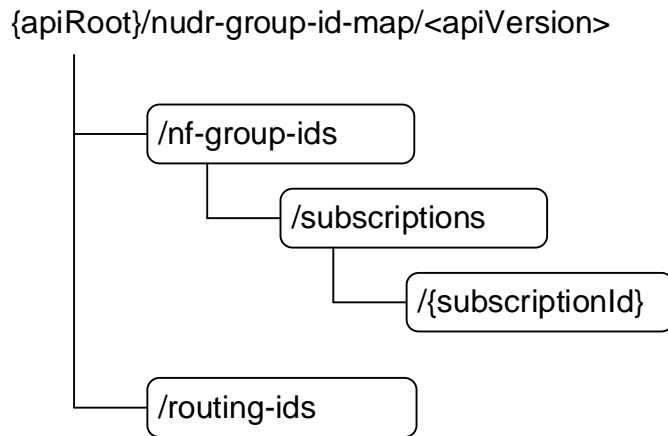 {apiRoot}/nudr-group-id-map/<apiVersion>
/nf-group-ids
/subscriptions
/{subscriptionId}
/routing-ids